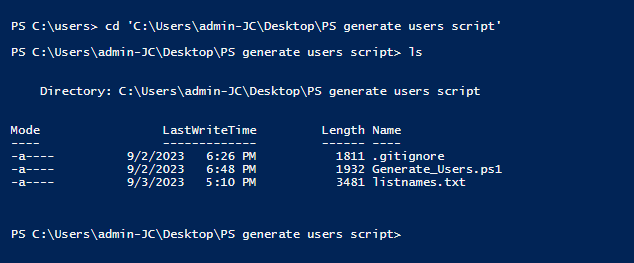 PS C:\users> cd 'C:\Users\admin-JC\Desktop\PS generate users script'
PS C:\Users\admin-JC\Desktop\PS generate users script> ls
Directory: C:\Users\admin-JC\Desktop\PS generate users script
Mode                LastWriteTime         Length Name
----                -------------         ------ ----
-a----         9/2/2023   6:26 PM           1811 .gitignore
-a----         9/2/2023   6:48 PM           1932 Generate_Users.ps1
-a----         9/3/2023   5:10 PM           3481 listnames.txt
PS C:\Users\admin-JC\Desktop\PS generate users script>